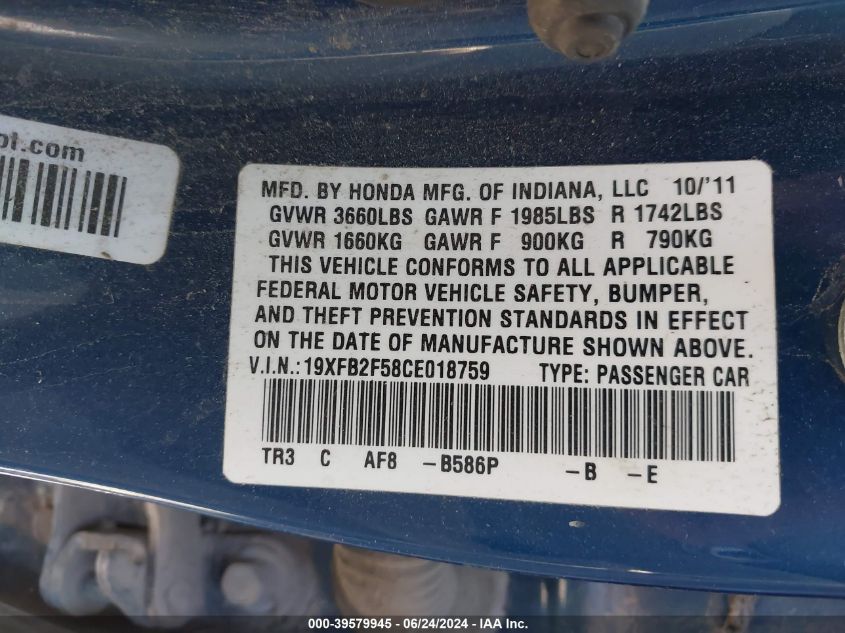 ol.com
MFD. BY HONDA MFG. OF INDIANA, LLC 10/'11
GVWR 3660LBS GAWR F 1985LBS R 1742LBS
GVWR 1660KG GAWR F 900KG R 790KG
THIS VEHICLE CONFORMS TO ALL APPLICABLE
FEDERAL MOTOR VEHICLE SAFETY, BUMPER,
AND THEFT PREVENTION STANDARDS IN EFFECT
ON THE DATE OF MANUFACTURE SHOWN ABOVE.
V.I.N.:19XFB2F58CE018759 TYPE: PASSENGER CAR
TR3 C AF8 -B586P -B -E
000-39579945 - 06/24/2024 - IAA, Inc.